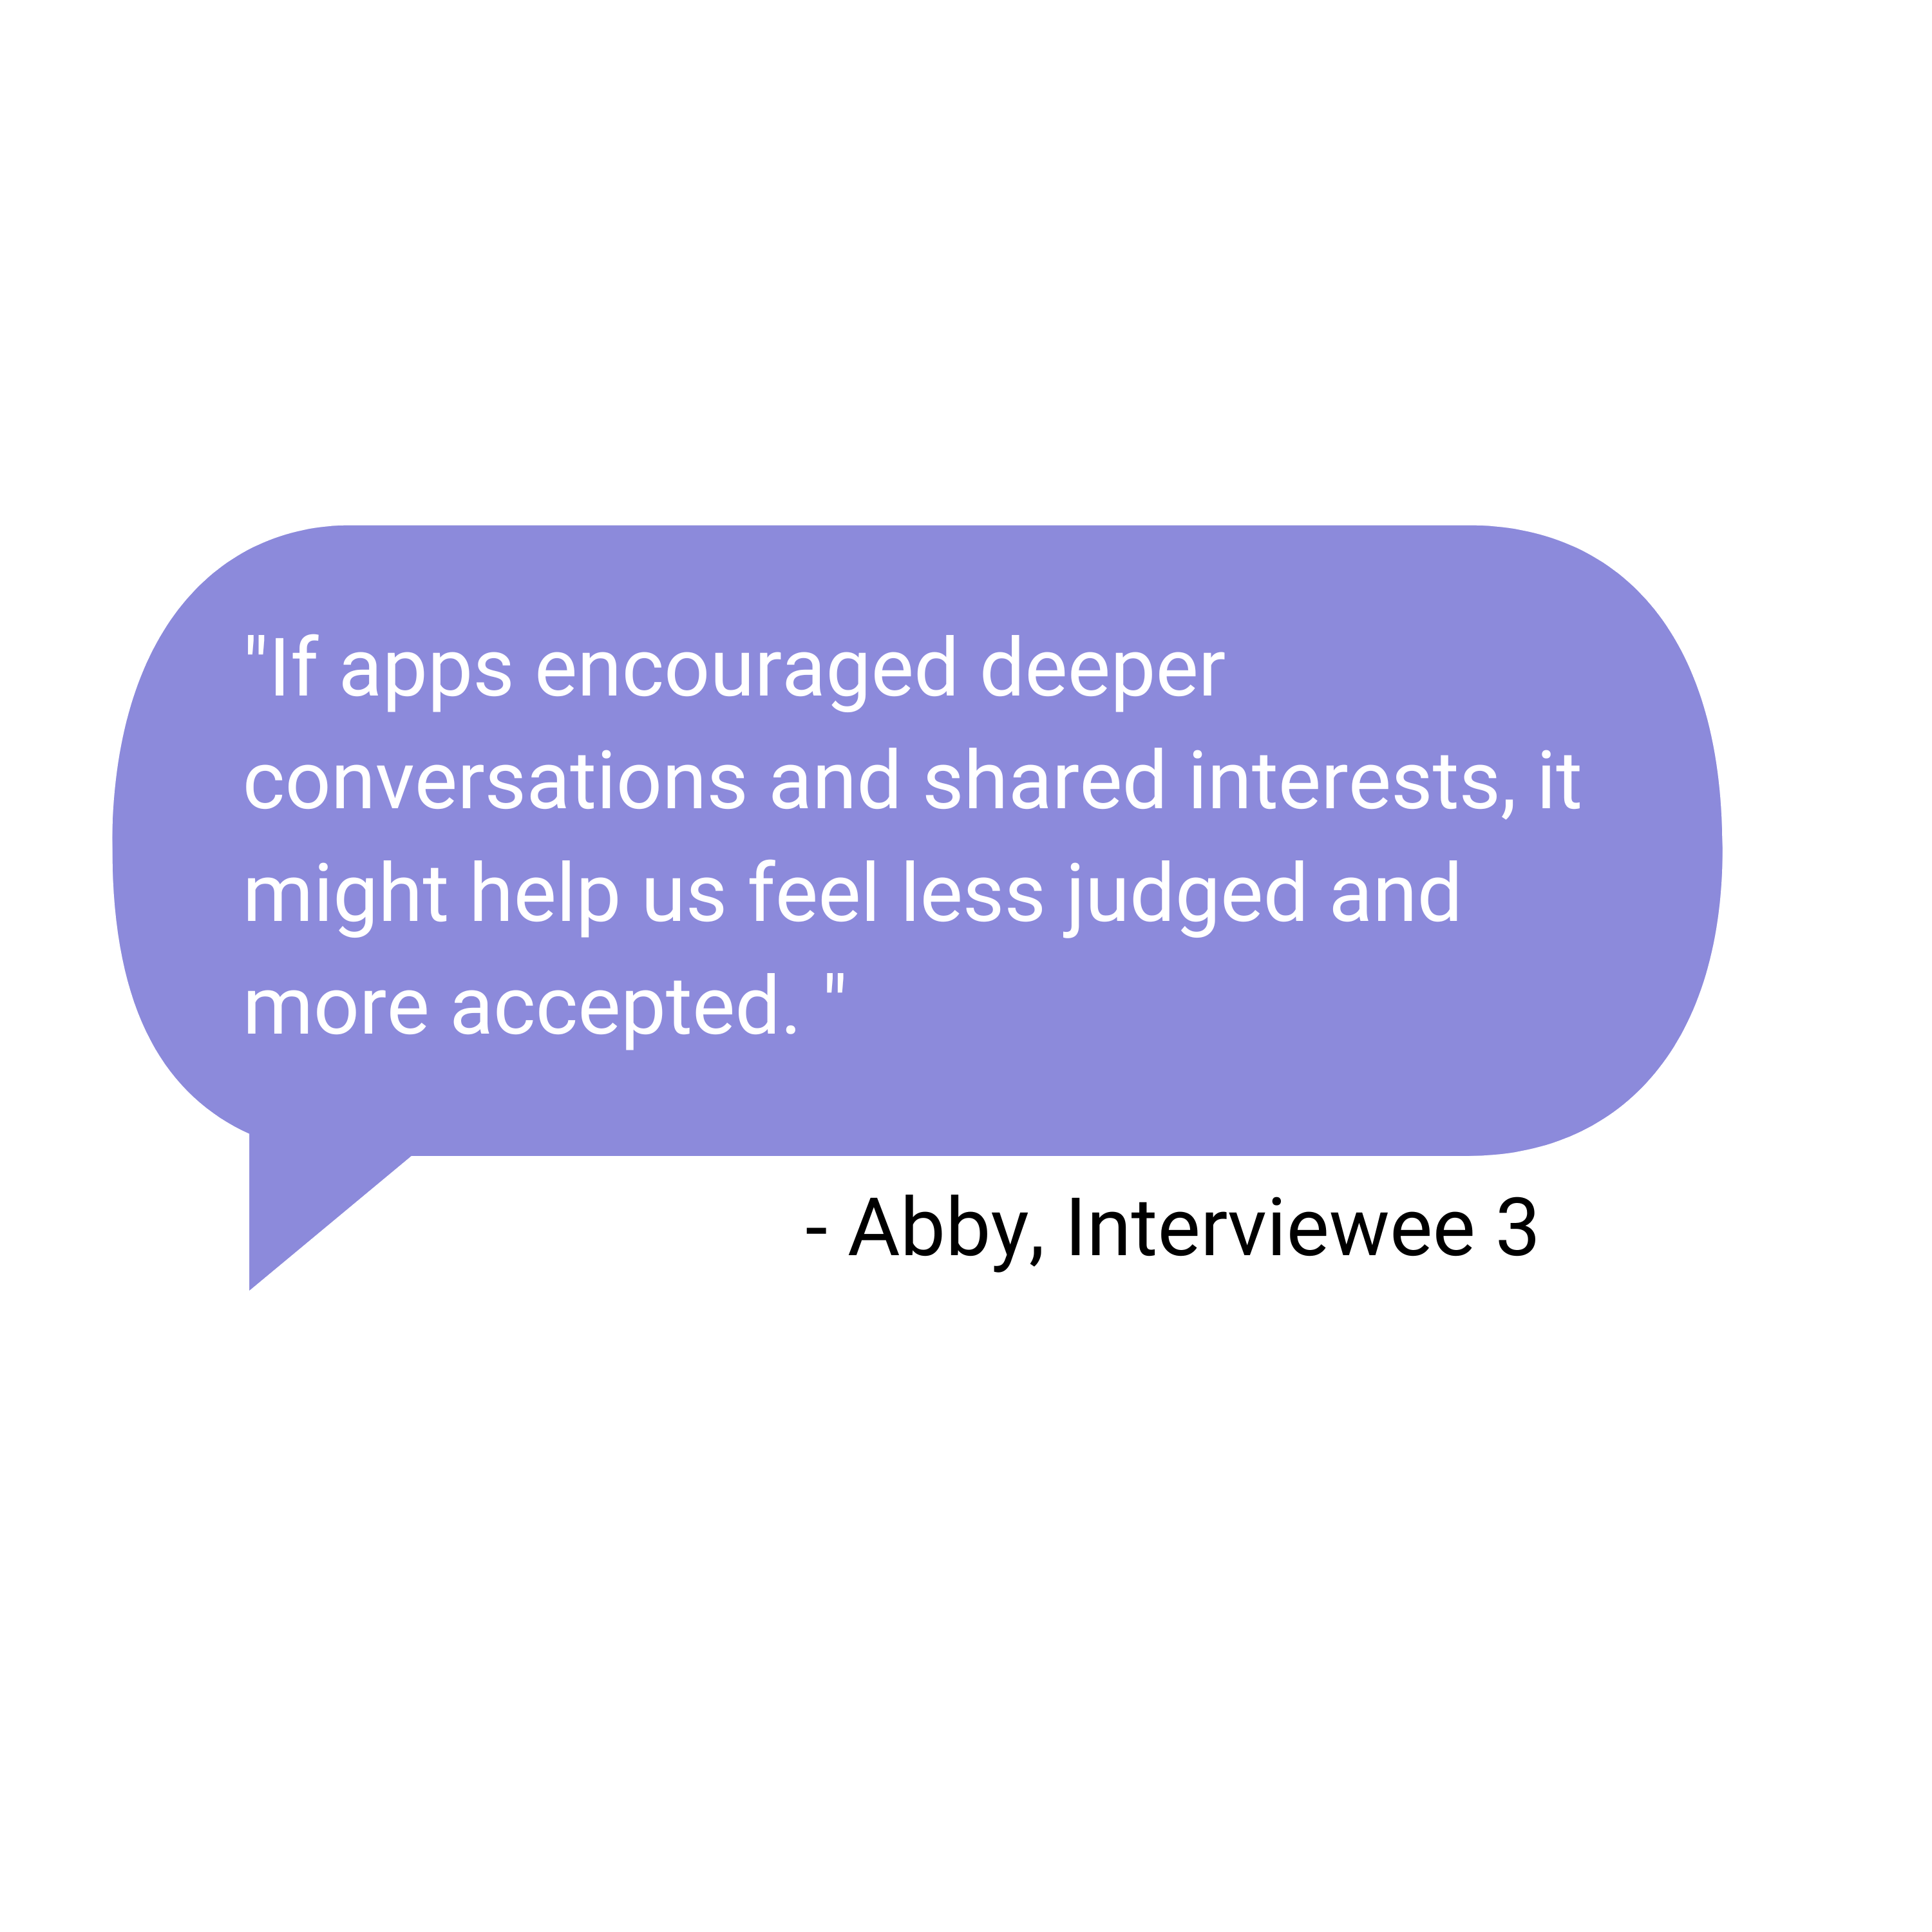 "If apps encouraged deeper
conversations and shared interests, it
might help us feel less judged and
more accepted. "
- Abby, Interviewee 3